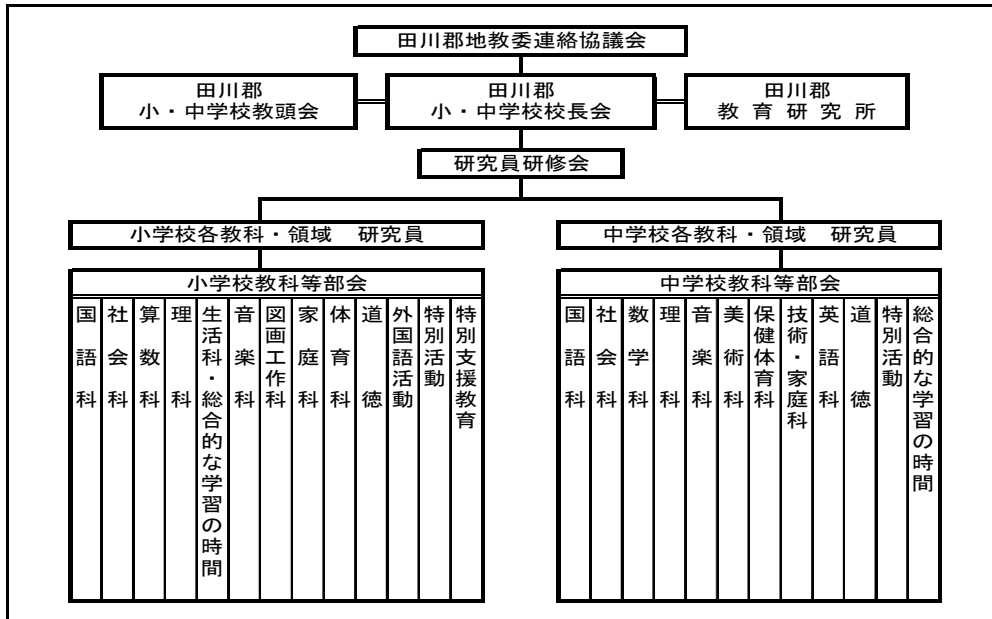 田川郡地教委連絡協議会
田川郡
小・中学校教頭会
田川郡
小・中学校校長会
田川郡
教育研究所
研究員研修会
小学校各教科・領域　研究員
中学校各教科・領域　研究員
小学校教科等部会
国語科
社会科
算数科
理科
生活科・総合的な学習の時間
音楽科
図画工作科
家庭科
体育科
道徳
外国語活動
特別活動
特別支援教育
中学校教科等部会
国語科
社会科
数学科
理科
音楽科
美術科
保健体育科
技術・家庭科
英語科
道徳
特別活動
総合的な学習の時間